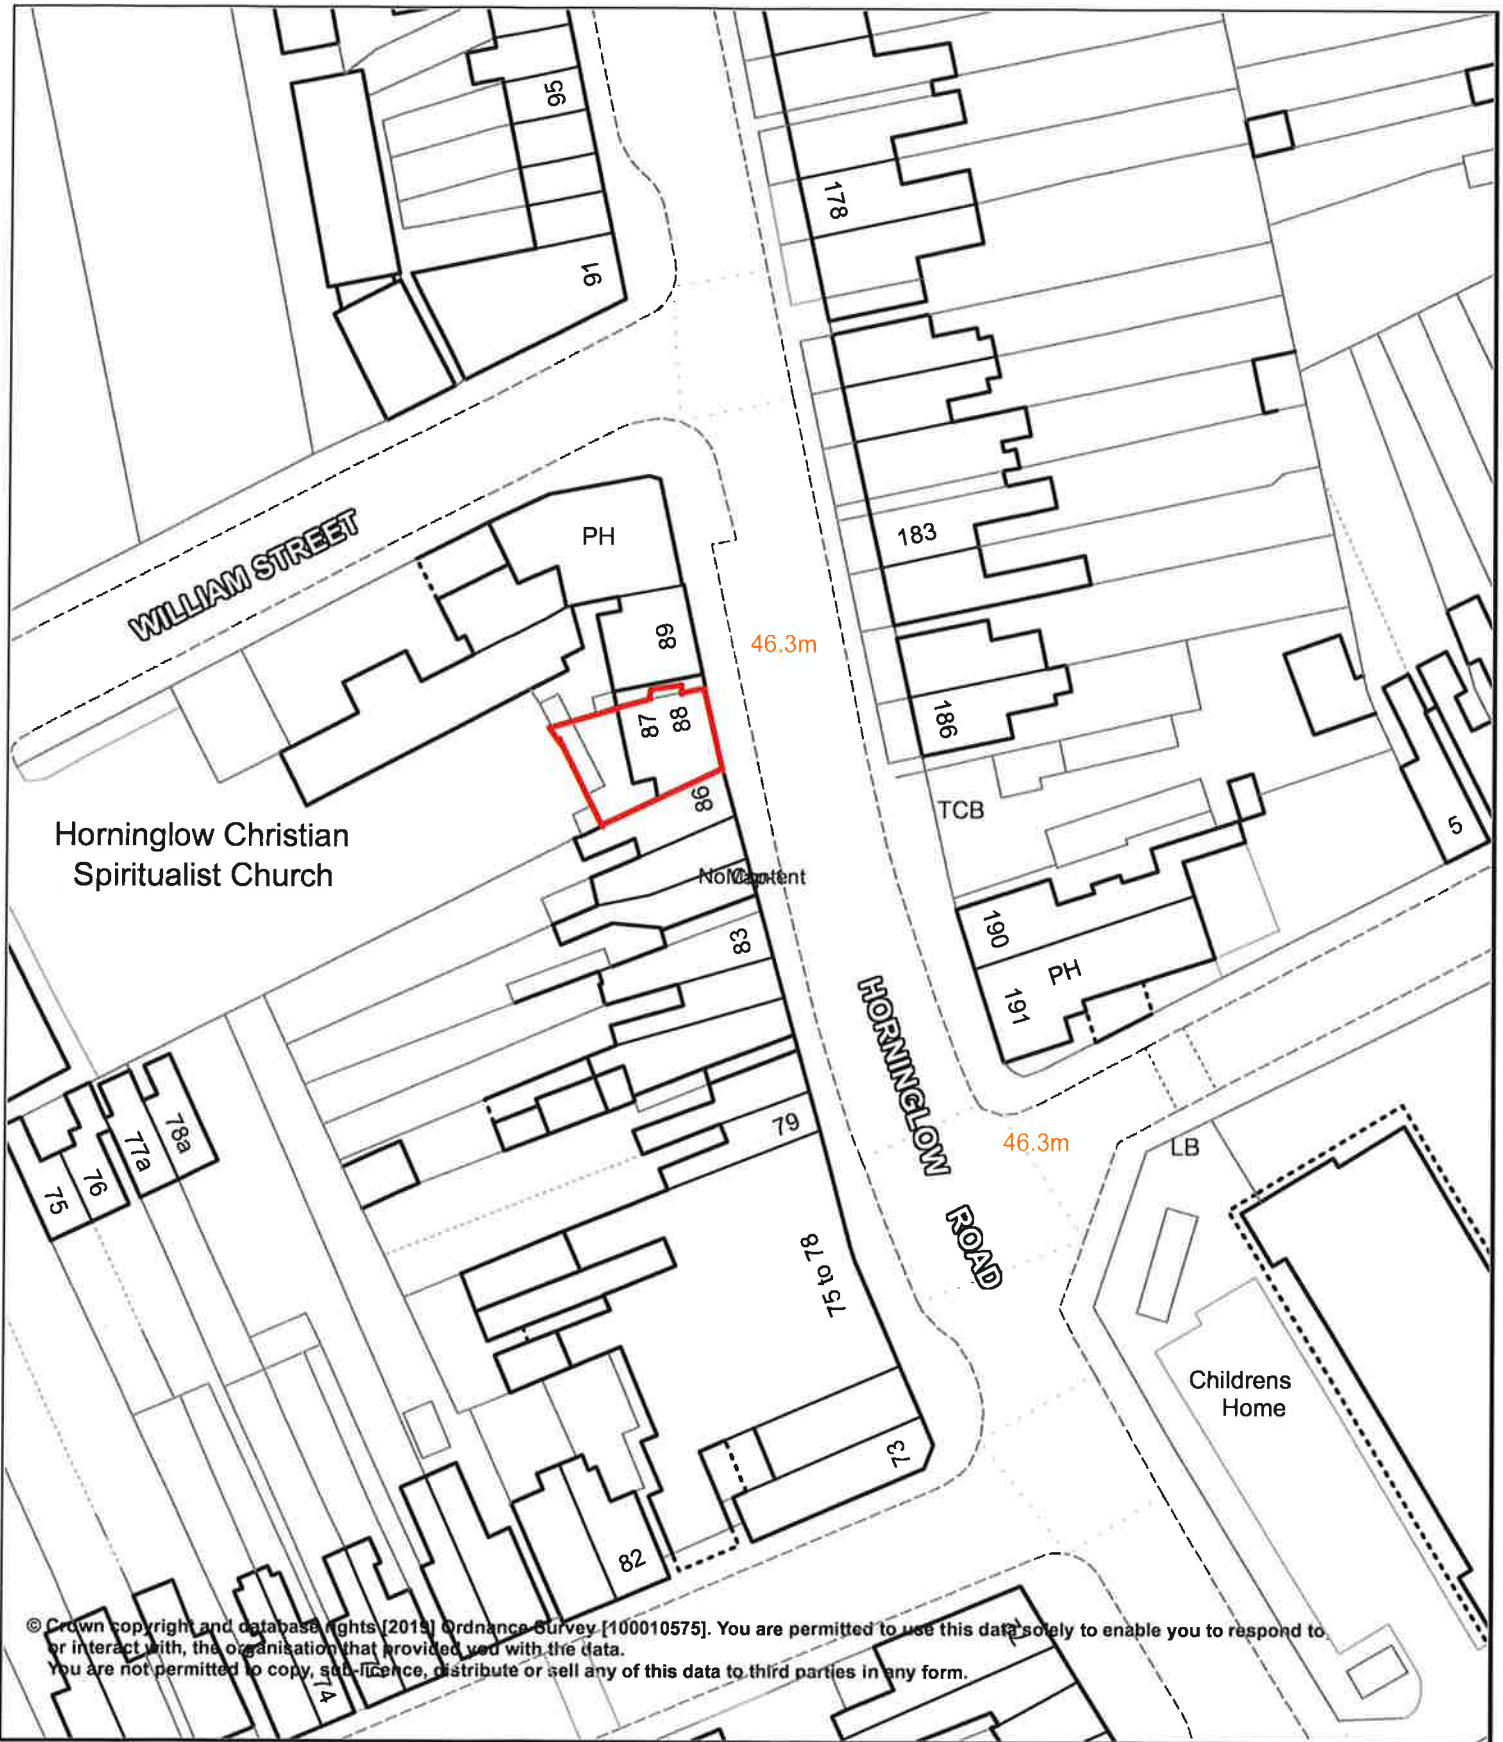 95
91
178
WILLIAM STREET
PH
183
89
46.3m
88
87
186
86
TCB
5
Horninglow Christian
Spiritualist Church
83
190
PH
191
HORNINGLOW ROAD
79
46.3m
LB
78a
77a
76
75
75 to 78
Childrens
Home
73
82
© Crown copyright and database rights [2019] Ordnance Survey [100010575]. You are permitted to use this data solely to enable you to respond to,
or interact with, the organisation that provided you with the data.
You are not permitted to copy, sub-licence, distribute or sell any of this data to third parties in any form.
74